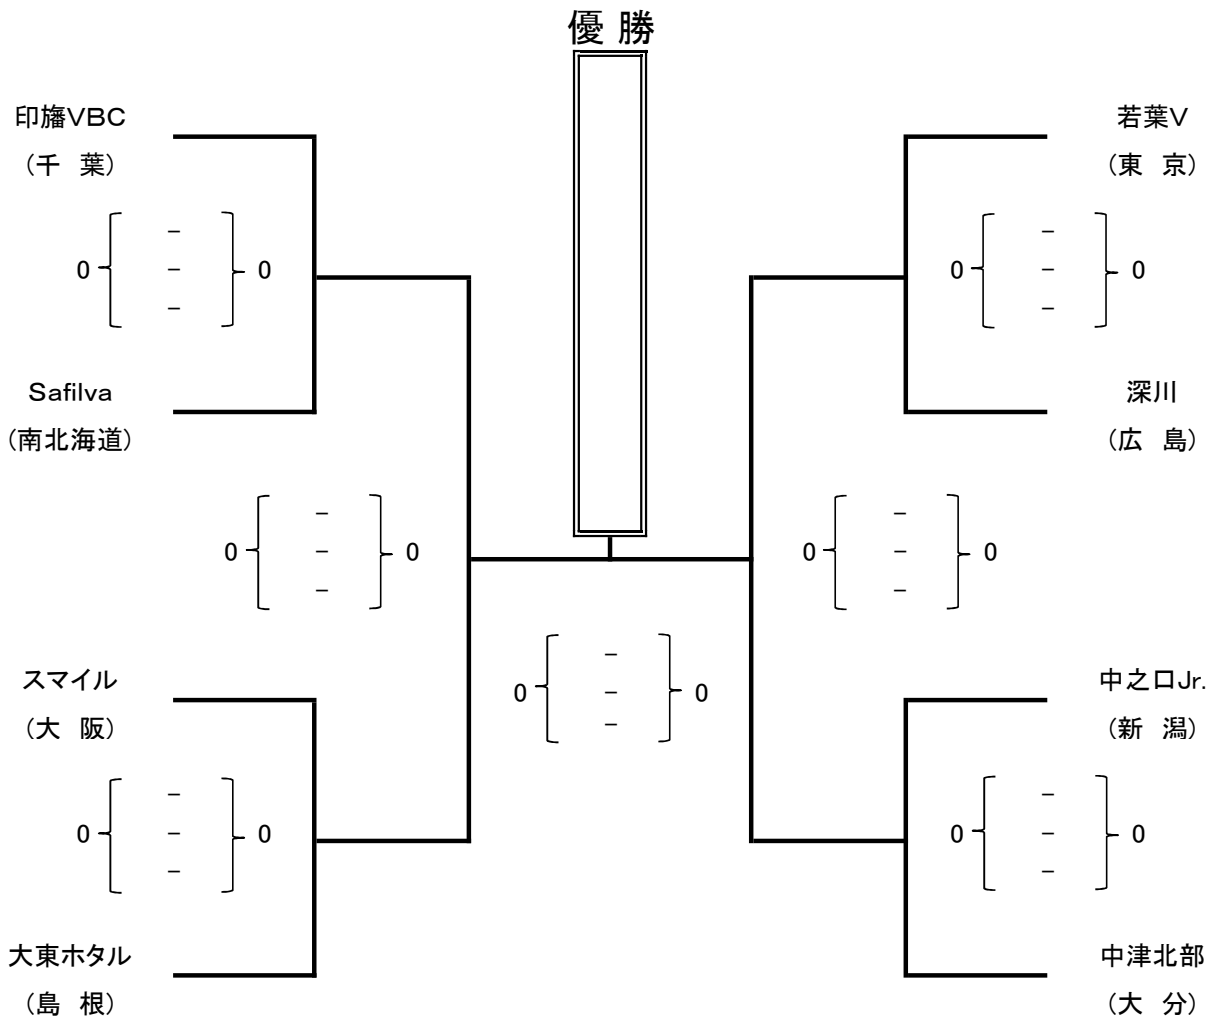 優 勝
印旛VBC
(千 葉)
若葉V
(東 京)
0 - - - 0
0 - - - 0
Safilva
(南北海道)
深川
(広 島)
0 - - - 0
0 - - - 0
0 - - - 0
スマイル
(大 阪)
中之口Jr.
(新 潟)
0 - - - 0
0 - - - 0
大東ホタル
(島 根)
中津北部
(大 分)